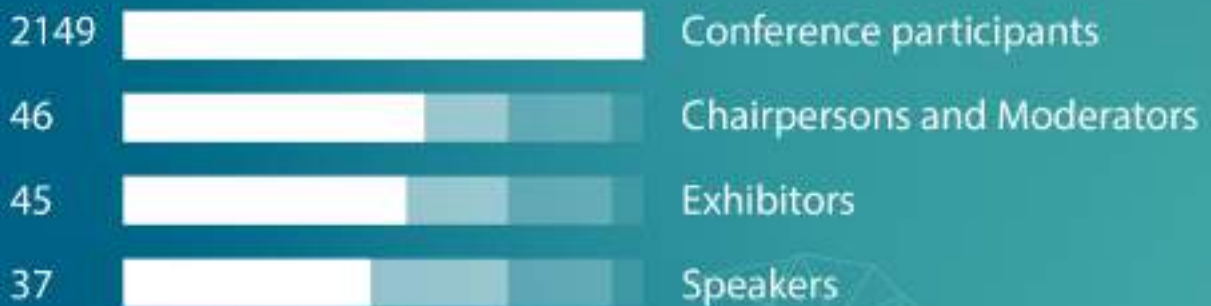 2149 Conference participants
46 Chairpersons and Moderators
45 Exhibitors
37 Speakers